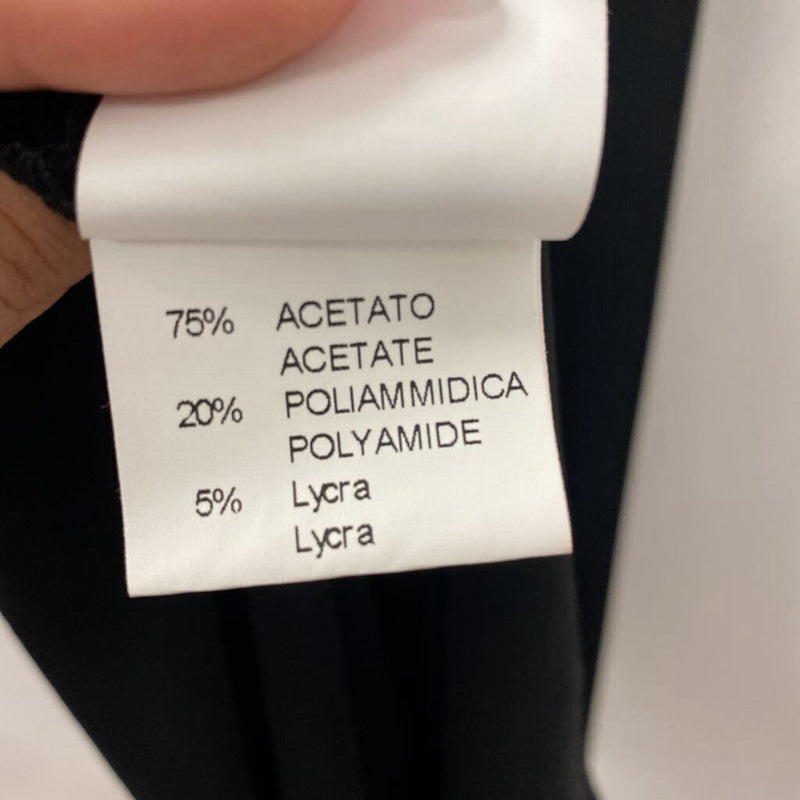 75% ACETATO
ACETATE
20% POLIAMMIDICA
POLYAMIDE
5% Lycra
Lycra